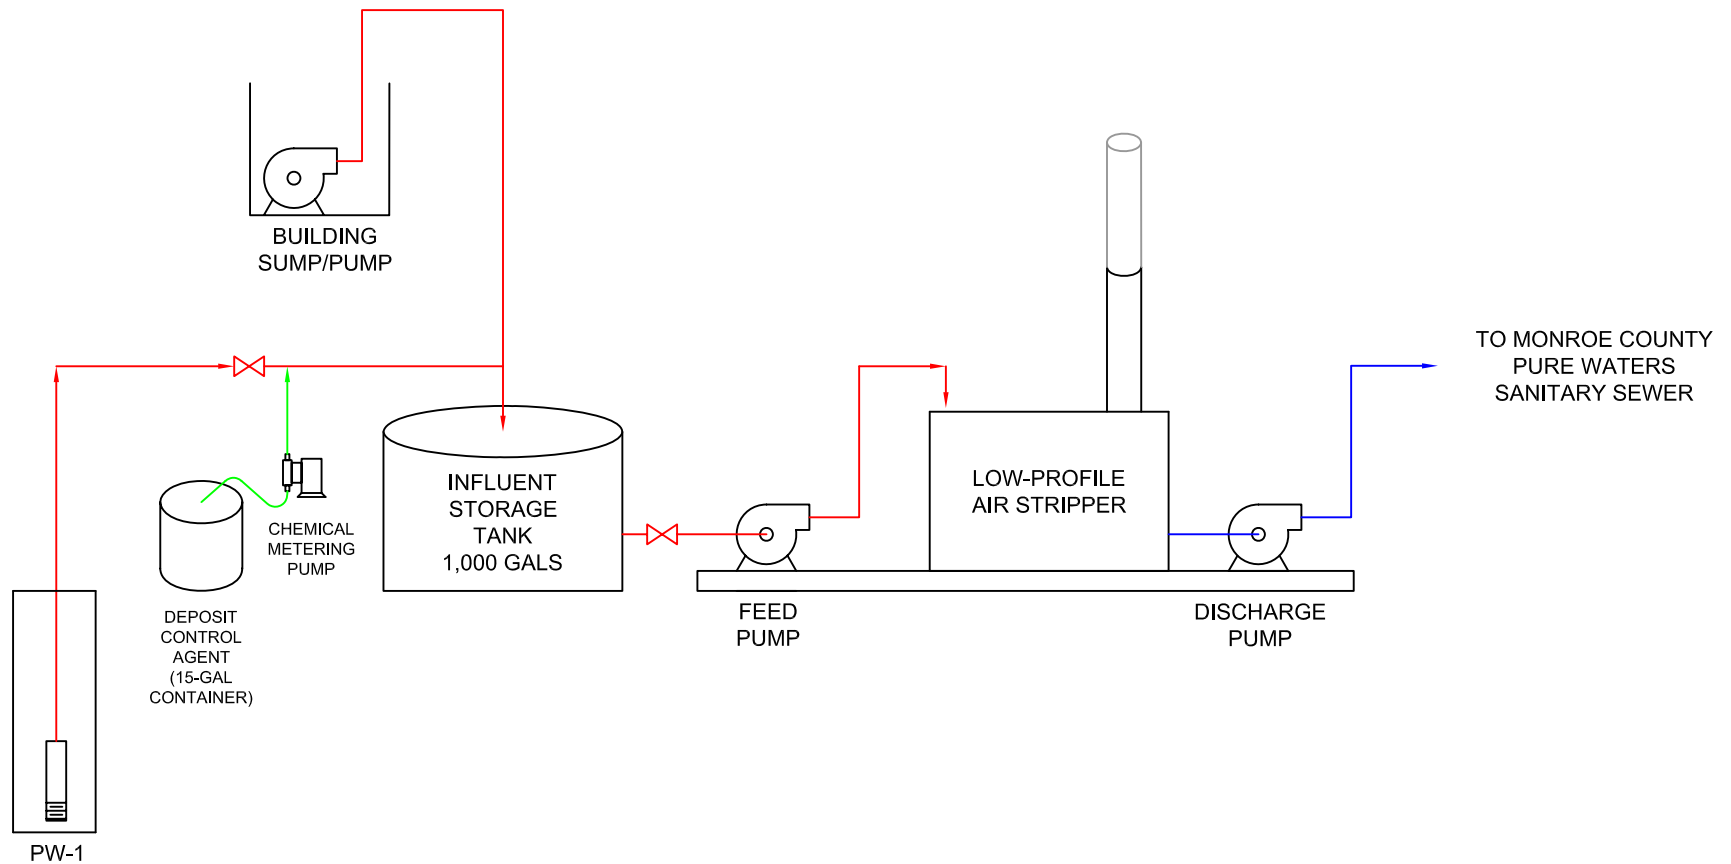 BUILDING
SUMP/PUMP
TO MONROE COUNTY
PURE WATERS
SANITARY SEWER
INFLUENT
STORAGE
TANK
1,000 GALS
LOW-PROFILE
AIR STRIPPER
CHEMICAL
METERING
PUMP
DEPOSIT
CONTROL
AGENT
(15-GAL
CONTAINER)
FEED
PUMP
DISCHARGE
PUMP
PW-1